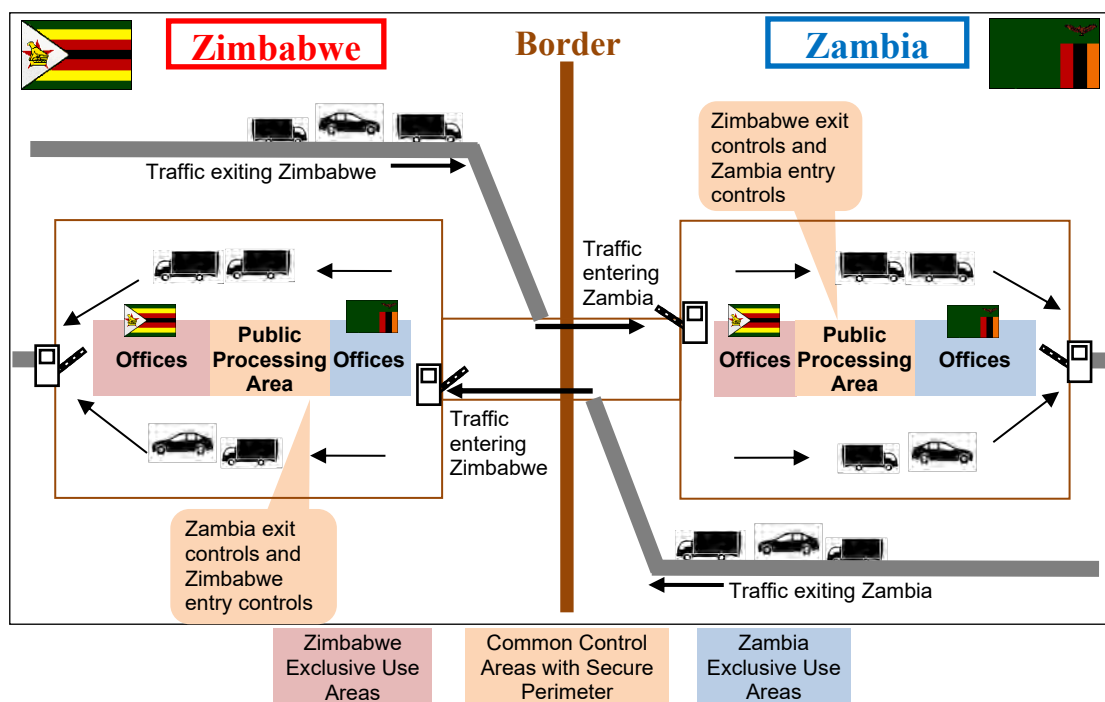 Zimbabwe
Border
Zambia
Traffic exiting Zimbabwe
Zimbabwe exit
controls and
Zambia entry
controls
Traffic
entering
Zambia
Offices
Public
Processing
Area
Offices
Offices
Public
Processing
Area
Offices
Traffic
entering
Zimbabwe
Zambia exit
controls and
Zimbabwe
entry controls
Traffic exiting Zambia
Zimbabwe
Exclusive Use
Areas
Common Control
Areas with Secure
Perimeter
Zambia
Exclusive Use
Areas